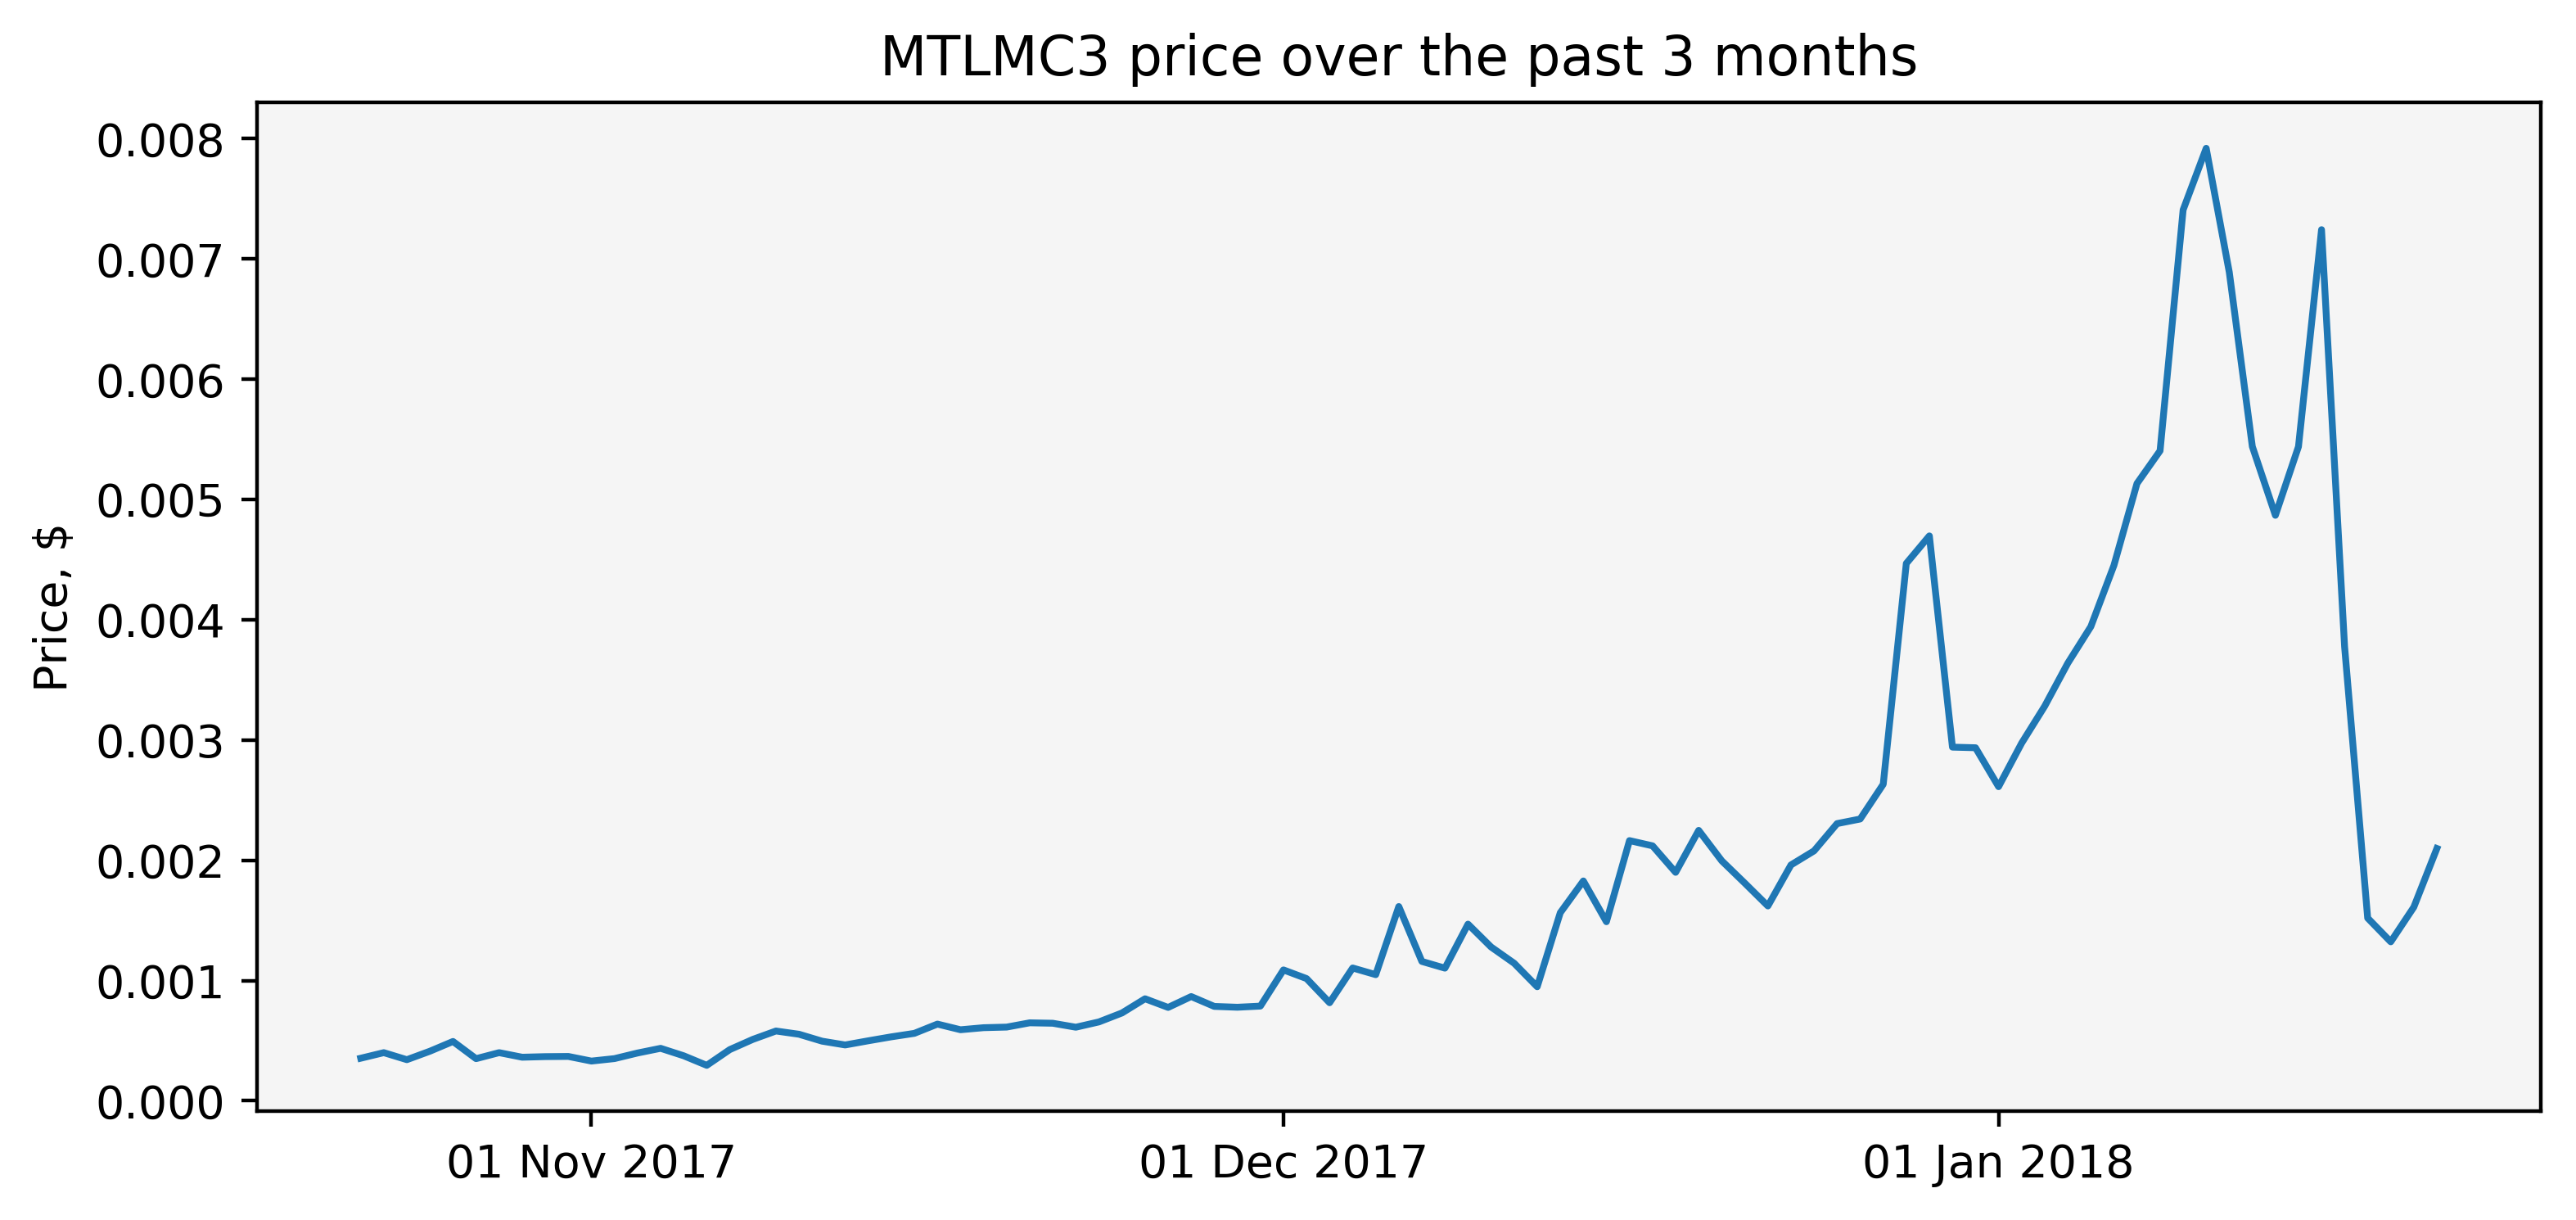 MTLMC3 price over the past 3 months
0.008
0.007
0.006
0.005
0.004
0.003
0.002
0.001
0.000
Price, $
01 Nov 2017
01 Dec 2017
01 Jan 2018